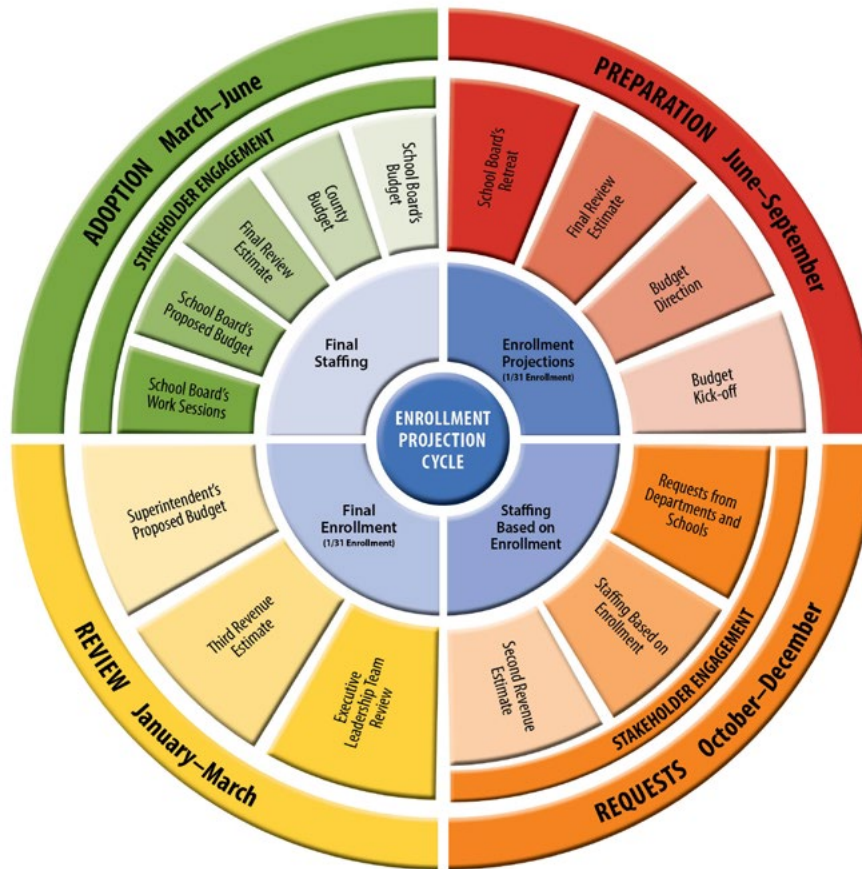 ENROLLMENT
PROJECTION
CYCLE
PREPARATION June–September
School Board's
Retreat
Final Review
Estimate
Budget
Direction
Budget
Kick-off
Enrollment
Projections
(1/31 Enrollment)
REQUESTS October–December
STAKEHOLDER ENGAGEMENT
Requests from
Departments and
Schools
Staffing Based on
Enrollment
Second Revenue
Estimate
Staffing
Based on
Enrollment
REVIEW January–March
Executive
Leadership Team
Review
Third Revenue
Estimate
Superintendent's
Proposed Budget
Final
Enrollment
(1/31 Enrollment)
ADOPTION March–June
STAKEHOLDER ENGAGEMENT
School Board's
Work Sessions
School Board's
Proposed Budget
Final Review
Estimate
County
Budget
School Board's
Budget
Final
Staffing